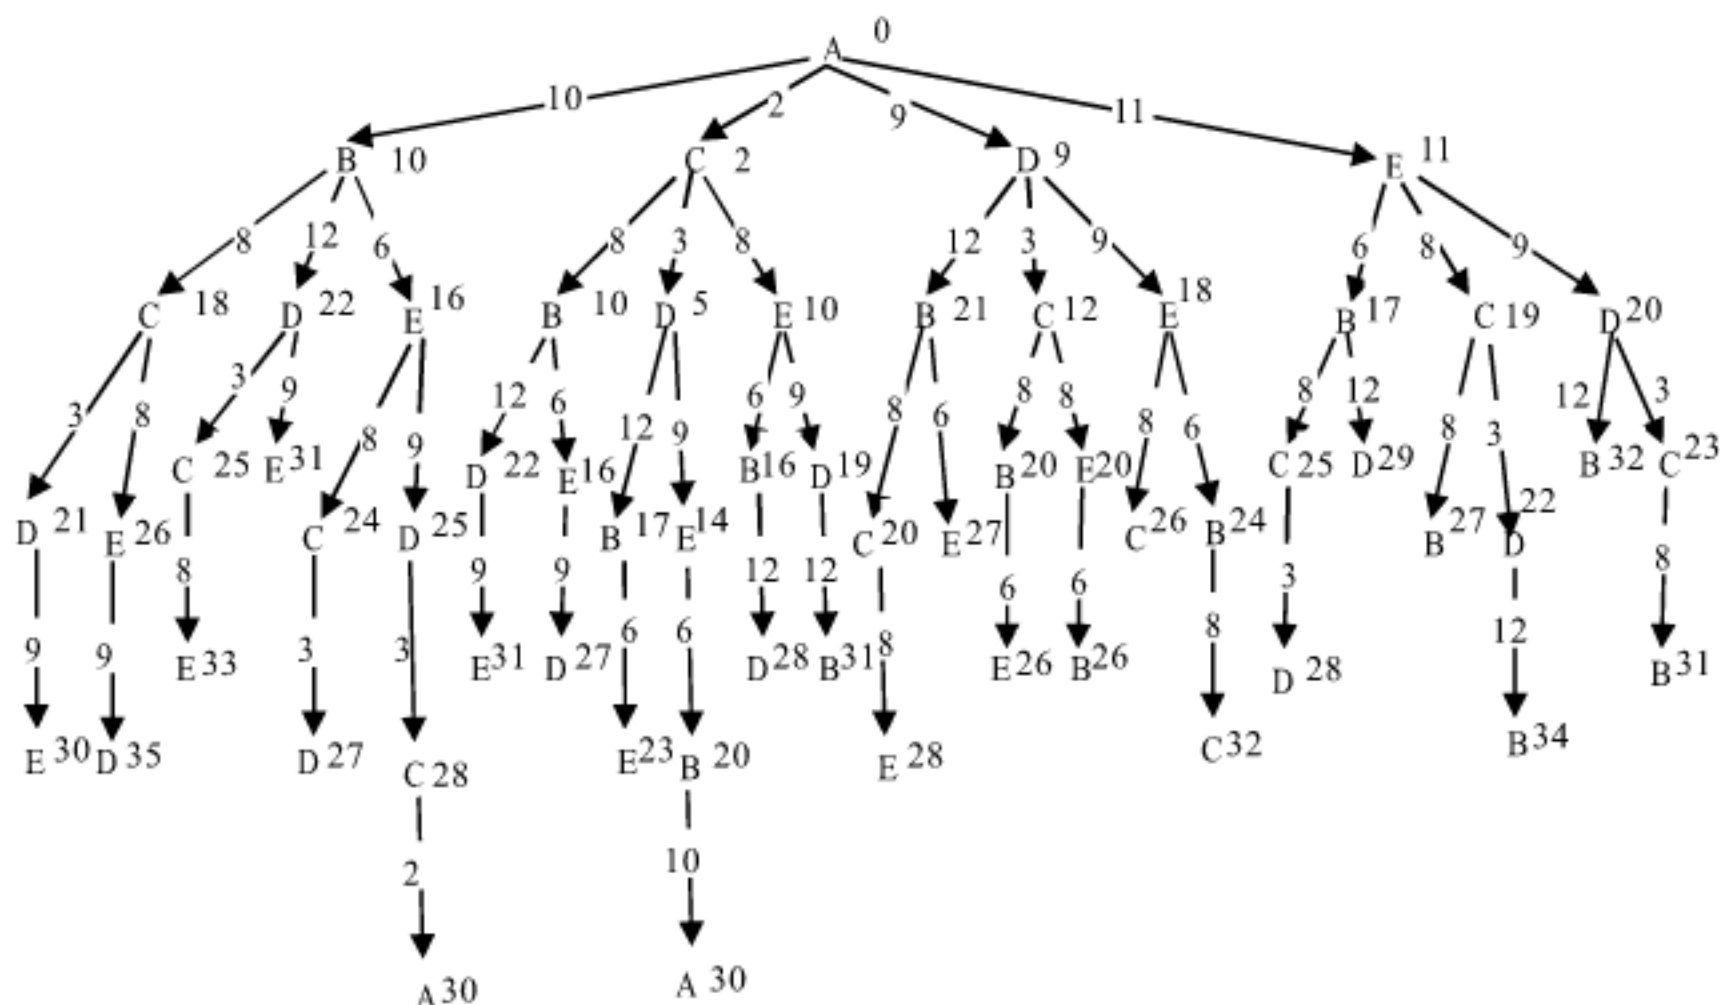 A 0
10 2 9 11
B 10 C 2 D 9 E 11
8 12 6 8 3 8 12 3 9 6 8 9
C 18 D 22 E 16 B 10 D 5 E 10 B 21 C 12 E 18 B 17 C 19 D 20
3 8 3 9 8 9 12 6 12 9 6 9 8 6 8 8 8 6 8 12 8 3 12 3
C 25 E 31 D 22 E 16 B 16 D 19 B 20 E 20 C 25 D 29 B 32 C 23
D 21 E 26 C 24 D 25 B 17 E 14 C 20 E 27 C 26 B 24 B 27 D 22
8 9 9 12 12 6 6 3 8
9 9 3 3 6 6 8 8 12
E 33 E 31 D 27 D 28 B 31 E 26 B 26 D 28 B 31
E 30 D 35 D 27 C 28 E 23 B 20 E 28 C 32 B 34
2 10
A 30 A 30